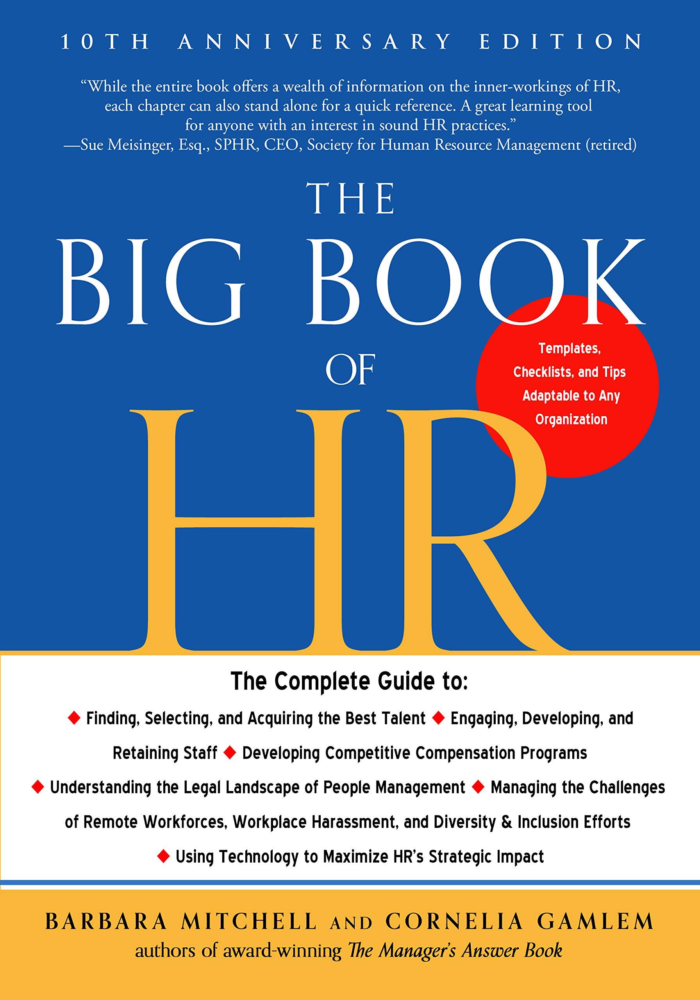 10TH ANNIVERSARY EDITION
“While the entire book offers a wealth of information on the inner-workings of HR,
each chapter can also stand alone for a quick reference. A great learning tool
for anyone with an interest in sound HR practices.”
—Sue Meisinger, Esq., SPHR, CEO, Society for Human Resource Management (retired)
THE
BIG BOOK
OF
HR
Templates,
Checklists, and Tips
Adaptable to Any
Organization
The Complete Guide to:
♦ Finding, Selecting, and Acquiring the Best Talent ♦ Engaging, Developing, and
Retaining Staff ♦ Developing Competitive Compensation Programs
♦ Understanding the Legal Landscape of People Management ♦ Managing the Challenges
of Remote Workforces, Workplace Harassment, and Diversity & Inclusion Efforts
♦ Using Technology to Maximize HR’s Strategic Impact
BARBARA MITCHELL AND CORNELIA GAMLEM
authors of award-winning The Manager’s Answer Book